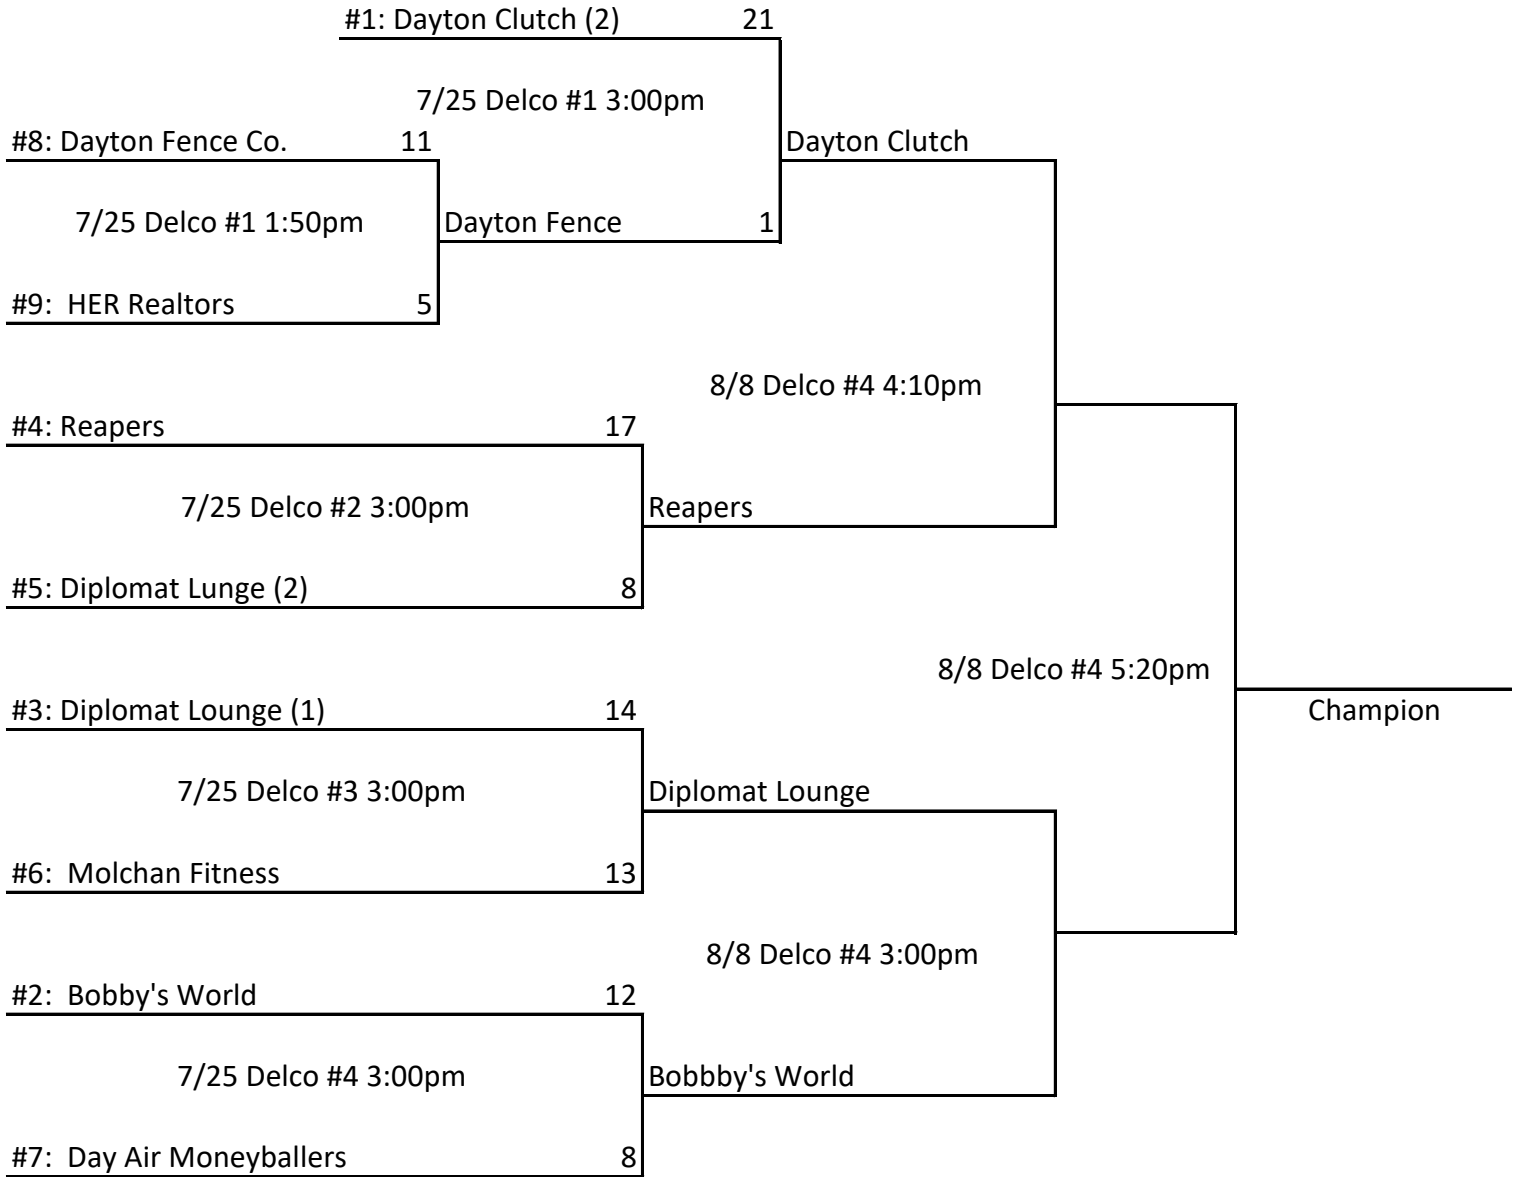 #1: Dayton Clutch (2) 21
7/25 Delco #1 3:00pm
#8: Dayton Fence Co. 11
Dayton Clutch
7/25 Delco #1 1:50pm
Dayton Fence 1
#9: HER Realtors 5
8/8 Delco #4 4:10pm
#4: Reapers 17
7/25 Delco #2 3:00pm
Reapers
#5: Diplomat Lunge (2) 8
8/8 Delco #4 5:20pm
#3: Diplomat Lounge (1) 14
Champion
7/25 Delco #3 3:00pm
Diplomat Lounge
#6: Molchan Fitness 13
8/8 Delco #4 3:00pm
#2: Bobby's World 12
7/25 Delco #4 3:00pm
Bobbby's World
#7: Day Air Moneyballers 8